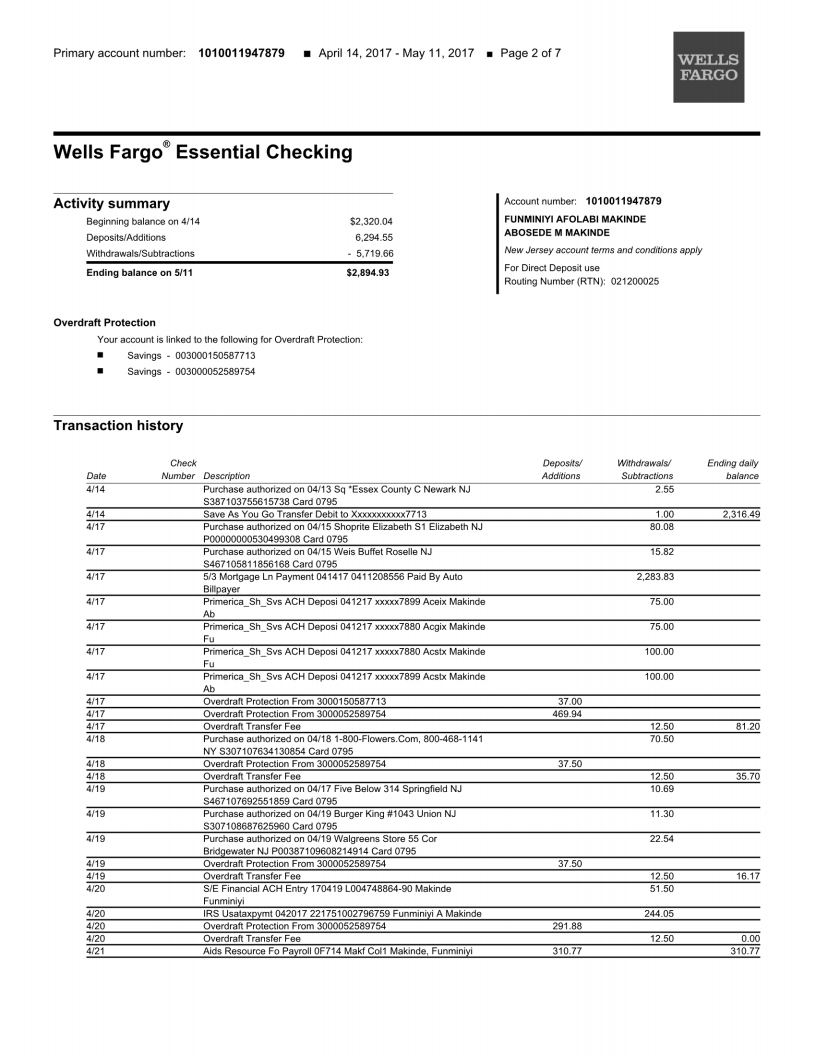 Primary account number: 1010011947879 ■ April 14, 2017 - May 11, 2017 ■ Page 2 of 7
WELLS
FARGO
Wells Fargo® Essential Checking
Activity summary
Beginning balance on 4/14 $2,320.04
Deposits/Additions 6,294.55
Withdrawals/Subtractions - 5,719.66
Ending balance on 5/11 $2,894.93
Account number: 1010011947879
FUNMINIYI AFOLABI MAKINDE
ABOSEDE M MAKINDE
New Jersey account terms and conditions apply
For Direct Deposit use
Routing Number (RTN): 021200025
Overdraft Protection
Your account is linked to the following for Overdraft Protection:
■ Savings - 003000150587713
■ Savings - 003000052589754
Transaction history
Check Deposits/ Withdrawals/ Ending daily
Date Number Description Additions Subtractions balance
4/14 Purchase authorized on 04/13 Sq *Essex County C Newark NJ 2.55
S387103755615738 Card 0795
4/14 Save As You Go Transfer Debit to Xxxxxxxxxxx7713 1.00 2,316.49
4/17 Purchase authorized on 04/15 Shoprite Elizabeth S1 Elizabeth NJ 80.08
P00000000530499308 Card 0795
4/17 Purchase authorized on 04/15 Weis Buffet Roselle NJ 15.82
S467105811856168 Card 0795
4/17 5/3 Mortgage Ln Payment 041417 0411208556 Paid By Auto 2,283.83
Billpayer
4/17 Primerica_Sh_Svs ACH Deposi 041217 xxxxx7899 Aceix Makinde 75.00
Ab
4/17 Primerica_Sh_Svs ACH Deposi 041217 xxxxx7880 Acgix Makinde 75.00
Fu
4/17 Primerica_Sh_Svs ACH Deposi 041217 xxxxx7880 Acstx Makinde 100.00
Fu
4/17 Primerica_Sh_Svs ACH Deposi 041217 xxxxx7899 Acstx Makinde 100.00
Ab
4/17 Overdraft Protection From 3000150587713 37.00
4/17 Overdraft Protection From 3000052589754 469.94
4/17 Overdraft Transfer Fee 12.50 81.20
4/18 Purchase authorized on 04/18 1-800-Flowers.Com, 800-468-1141 70.50
NY S307107634130854 Card 0795
4/18 Overdraft Protection From 3000052589754 37.50
4/18 Overdraft Transfer Fee 12.50 35.70
4/19 Purchase authorized on 04/17 Five Below 314 Springfield NJ 10.69
S467107692551859 Card 0795
4/19 Purchase authorized on 04/19 Burger King #1043 Union NJ 11.30
S307108687625960 Card 0795
4/19 Purchase authorized on 04/19 Walgreens Store 55 Cor 22.54
Bridgewater NJ P00387109608214914 Card 0795
4/19 Overdraft Protection From 3000052589754 37.50
4/19 Overdraft Transfer Fee 12.50 16.17
4/20 S/E Financial ACH Entry 170419 L004748864-90 Makinde 51.50
Funminiyi
4/20 IRS Usataxpymt 042017 221751002796759 Funminiyi A Makinde 244.05
4/20 Overdraft Protection From 3000052589754 291.88
4/20 Overdraft Transfer Fee 12.50 0.00
4/21 Aids Resource Fo Payroll 0F714 Makf Col1 Makinde, Funminiyi 310.77 310.77